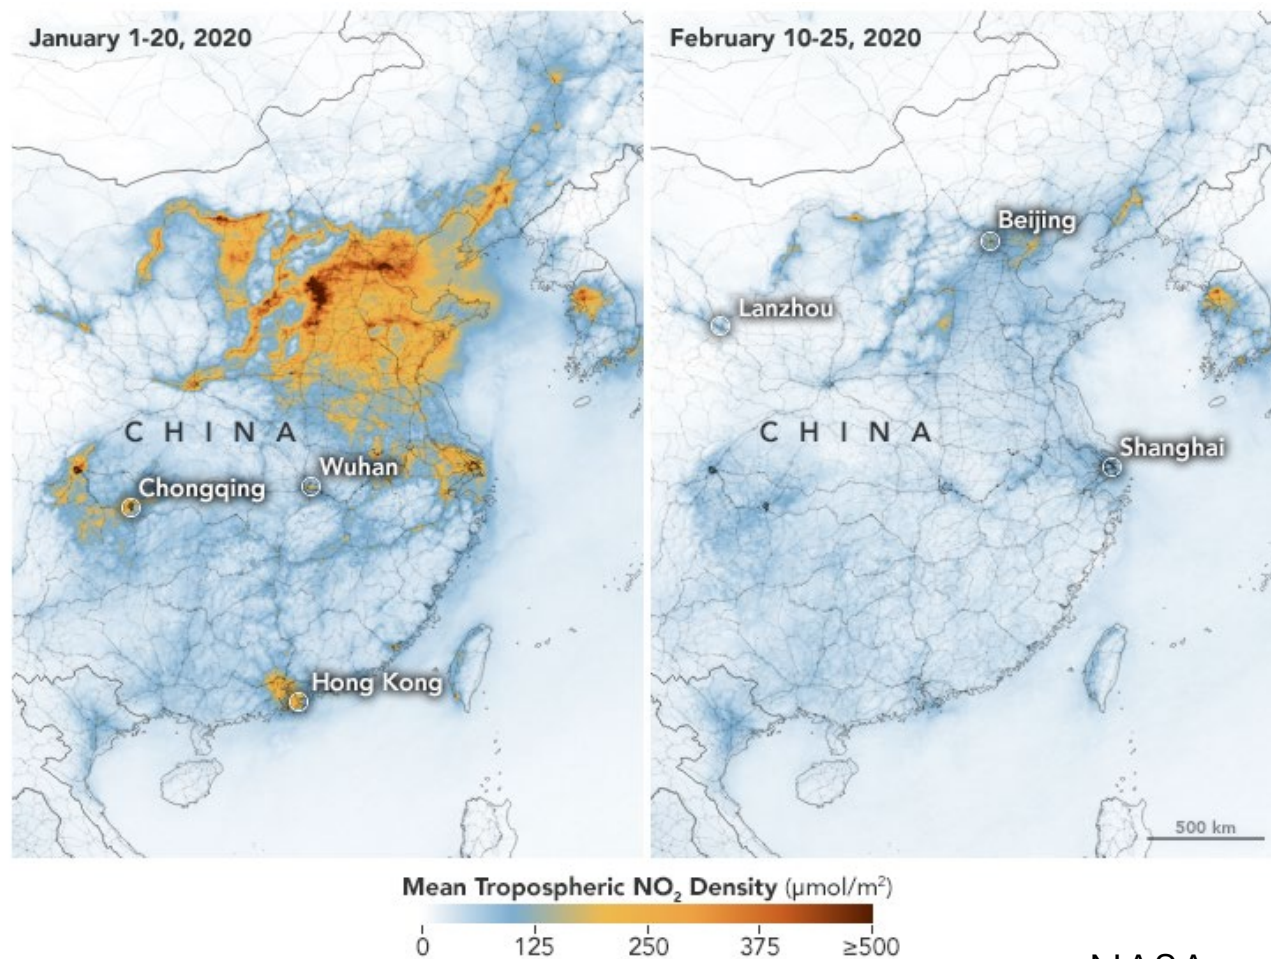 January 1-20, 2020
February 10-25, 2020
Beijing
Lanzhou
CHINA
CHINA
Shanghai
Wuhan
Chongqing
Hong Kong
500 km
Mean Tropospheric NO₂ Density (µmol/m²)
0 125 250 375 ≥500